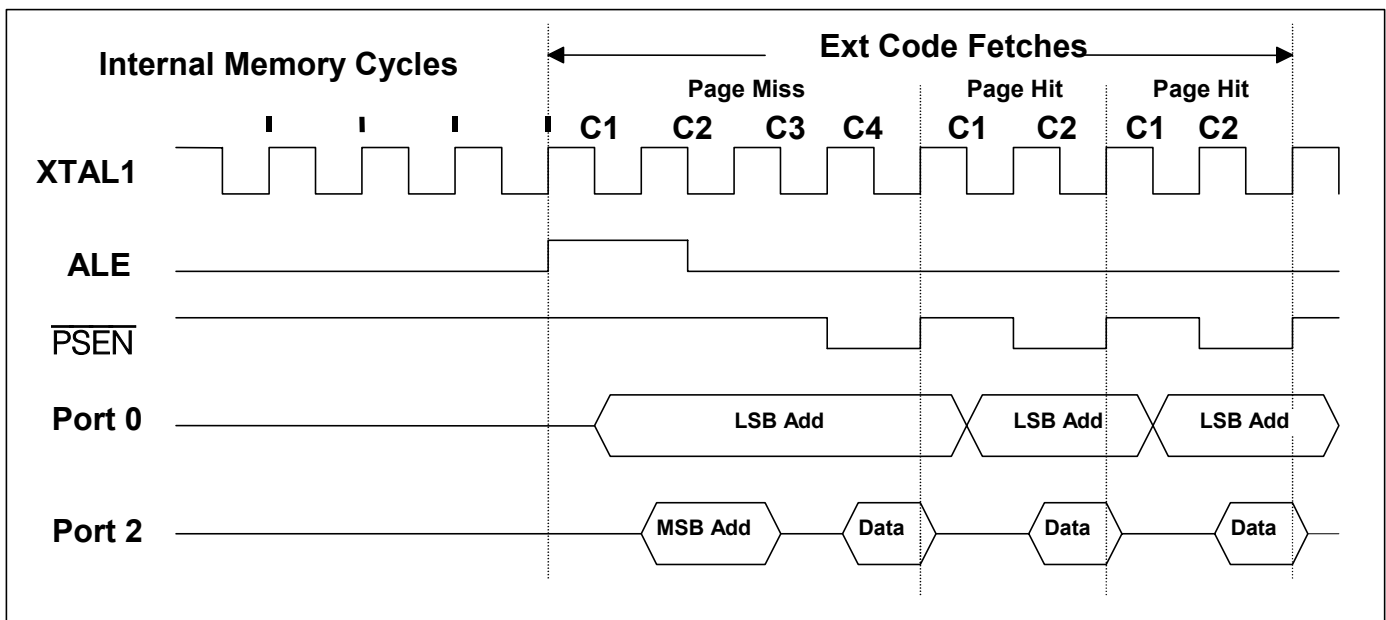 Ext Code Fetches
Internal Memory Cycles
Page Miss Page Hit Page Hit
C1 C2 C3 C4 C1 C2 C1 C2
XTAL1
ALE
PSEN
Port 0 LSB Add LSB Add LSB Add
Port 2 MSB Add Data Data Data